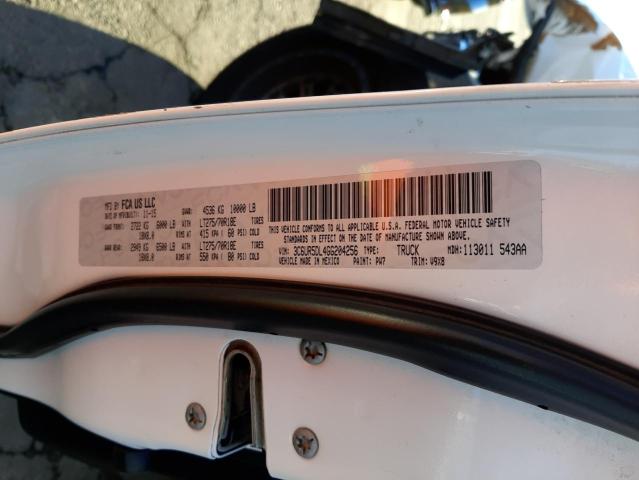 MFD BY FCA US LLC GVWR: 4536 KG 10000 LB
DATE OF MFR/BUILT: 11-15
GAWR FRONT: 2722 KG 6000 LB WITH LT275/70R18E TIRES
18X8.0 RIMS AT 415 KPA ( 60 PSI) COLD
GAWR REAR: 2949 KG 6500 LB WITH LT275/70R18E TIRES
18X8.0 RIMS AT 550 KPA ( 80 PSI) COLD
THIS VEHICLE CONFORMS TO ALL APPLICABLE U.S.A. FEDERAL MOTOR VEHICLE SAFETY
STANDARDS IN EFFECT ON THE DATE OF MANUFACTURE SHOWN ABOVE.
VIN: 3C6UR5DL4GG204256 TYPE: TRUCK MDH: 113011 543AA
VEHICLE MADE IN MEXICO PAINT: PW7 TRIM: V9X8